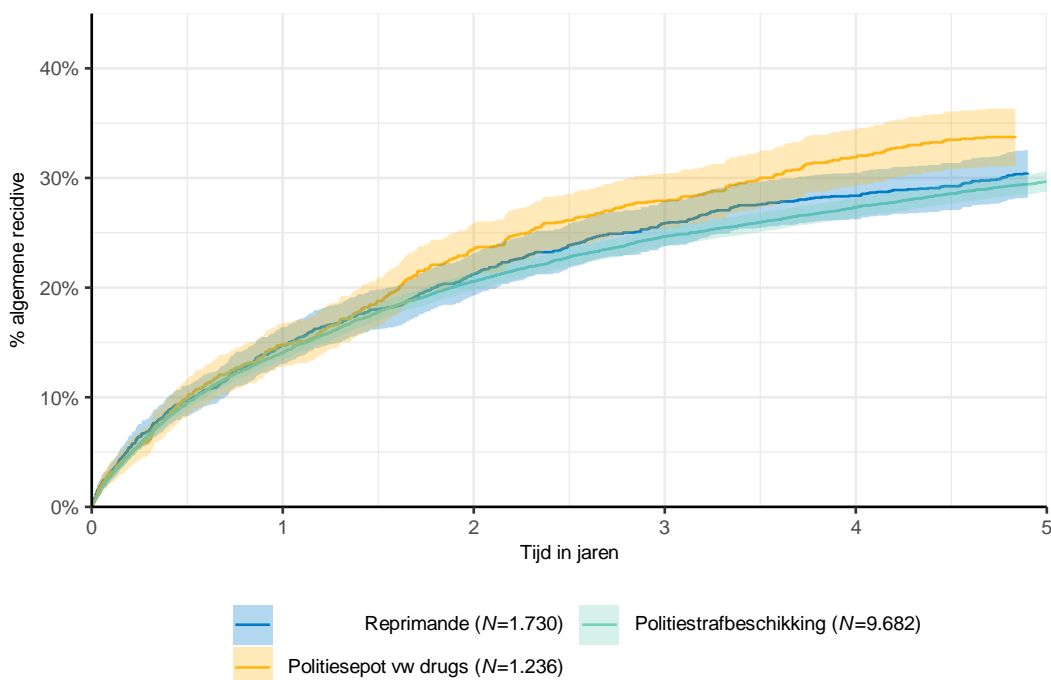 40%
30%
20%
10%
0%
% algemene recidive
0 1 2 3 4 5
Tijd in jaren
Reprimande (N=1.730) Politiestrafbeschikking (N=9.682)
Politiesepot vw drugs (N=1.236)